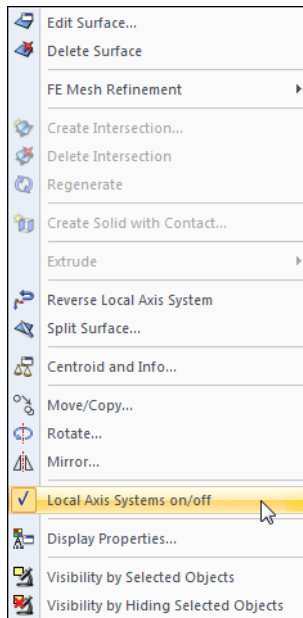 Edit Surface...
Delete Surface
FE Mesh Refinement
Create Intersection...
Delete Intersection
Regenerate
Create Solid with Contact...
Extrude
Reverse Local Axis System
Split Surface...
Centroid and Info...
Move/Copy...
Rotate...
Mirror...
Local Axis Systems on/off
Display Properties...
Visibility by Selected Objects
Visibility by Hiding Selected Objects